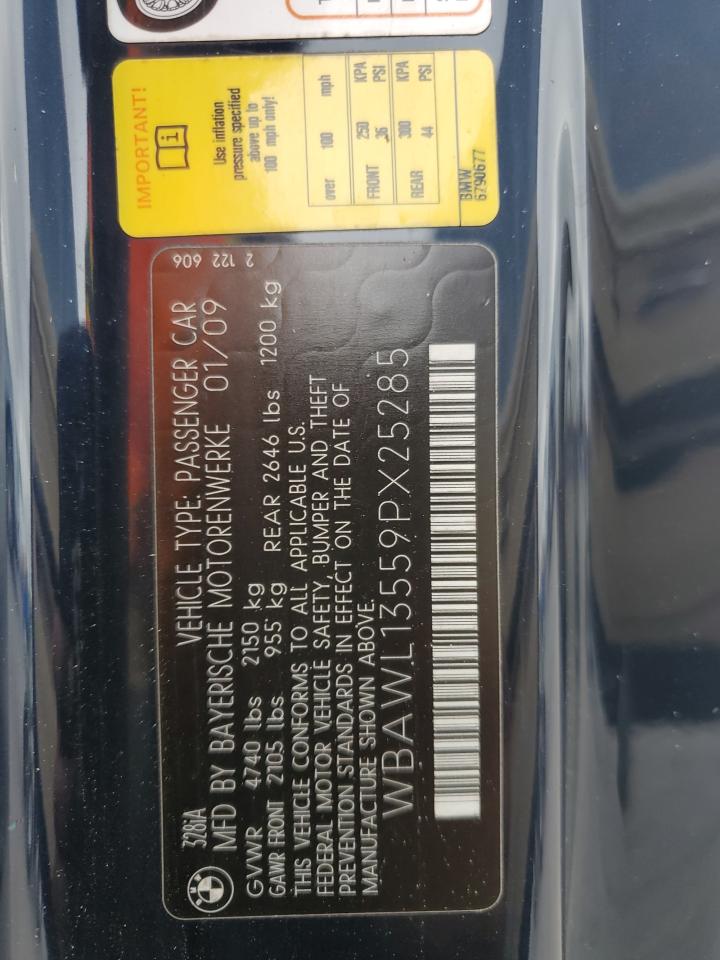 328iA VEHICLE TYPE: PASSENGER CAR 2 122 606
MFD BY BAYERISCHE MOTORENWERKE 01/09
GVWR 4740 lbs 2150 kg
GAWR FRONT 2105 lbs 955 kg REAR 2646 lbs 1200 kg
THIS VEHICLE CONFORMS TO ALL APPLICABLE U.S.
FEDERAL MOTOR VEHICLE SAFETY, BUMPER AND THEFT
PREVENTION STANDARDS IN EFFECT ON THE DATE OF
MANUFACTURE SHOWN ABOVE.
WBAWL13559PX25285
IMPORTANT!
Use inflation
pressure specified
above up to
100 mph only!
over 100 mph
FRONT 250 KPA
36 PSI
REAR 300 KPA
44 PSI
BMW
6790677